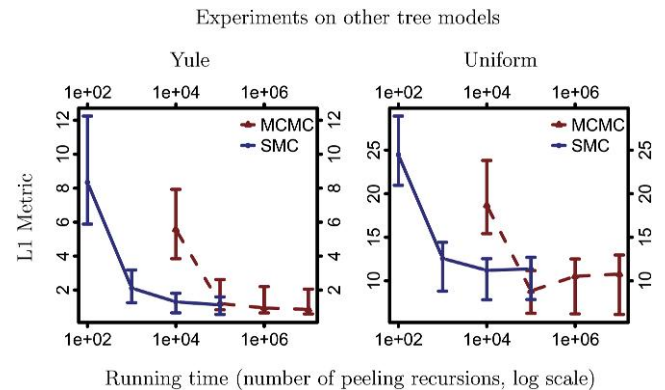 Experiments on other tree models
Yule
Uniform
1e+02 1e+04 1e+06
1e+02 1e+04 1e+06
MCMC
SMC
MCMC
SMC
12
10
8
6
4
2
12
10
8
6
4
2
25
20
15
10
25
20
15
10
L1 Metric
1e+02 1e+04 1e+06
1e+02 1e+04 1e+06
Running time (number of peeling recursions, log scale)